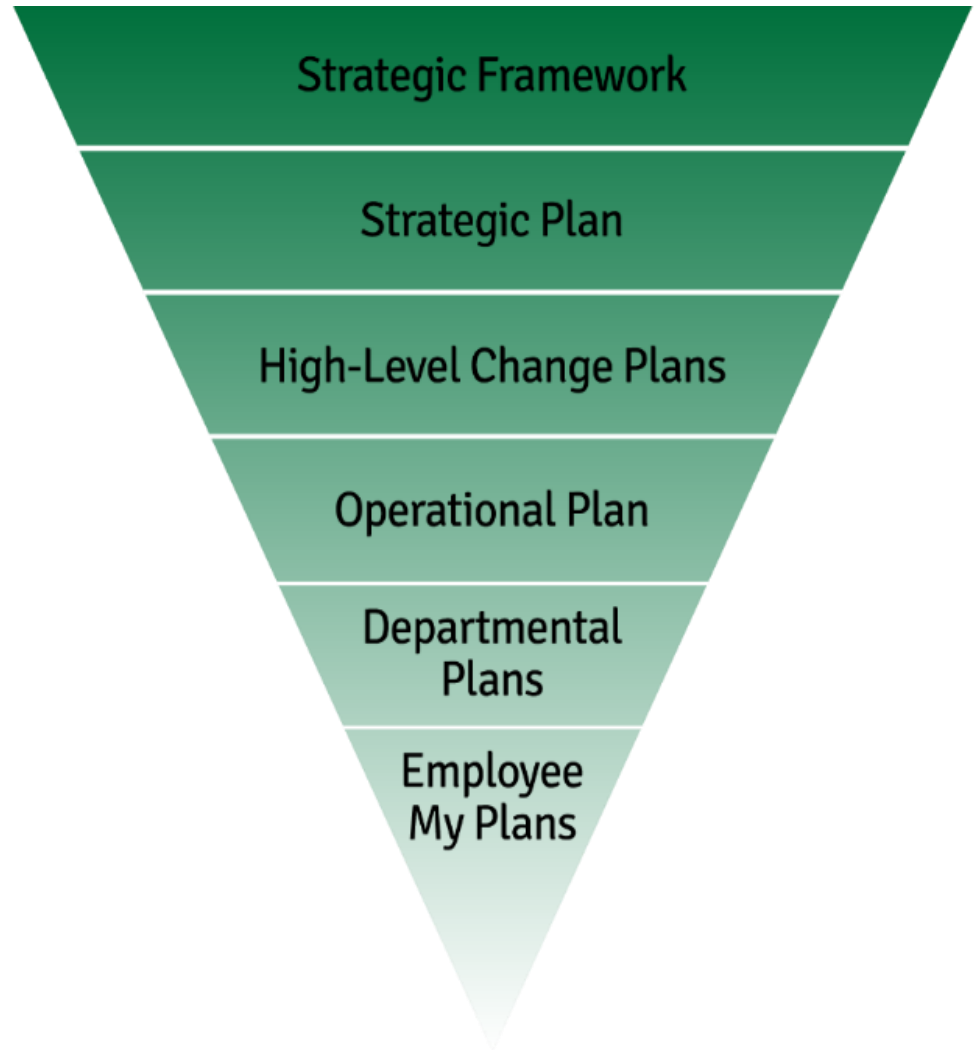 Strategic Framework
Strategic Plan
High-Level Change Plans
Operational Plan
Departmental
Plans
Employee
My Plans